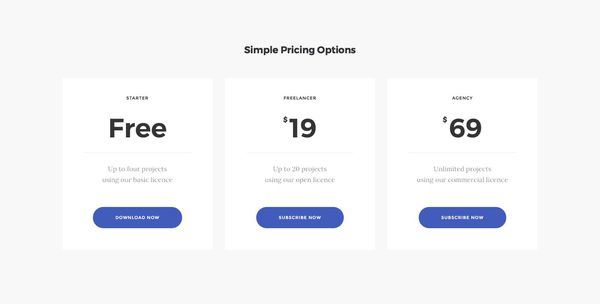 Simple Pricing Options
STARTER
Free
Up to four projects
using our basic licence
DOWNLOAD NOW
FREELANCER
$19
Up to 20 projects
using our open licence
SUBSCRIBE NOW
AGENCY
$69
Unlimited projects
using our commercial licence
SUBSCRIBE NOW